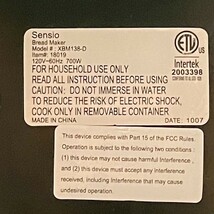 Sensio
Bread Maker
Model # : XBM138-D
Item#: 18019
120V~60Hz 700W
ETL
LISTED
Intertek
2003398
FOR HOUSEHOLD USE ONLY
READ ALL INSTRUCTION BEFORE USING
CAUTION: DO NOT IMMERSE IN WATER
TO REDUCE THE RISK OF ELECTRIC SHOCK,
COOK ONLY IN REMOVABLE CONTAINER
MADE IN CHINA
DATE : 1007
This device complies with Part 15 of the FCC Rules.
Operation is subject to the following two conditions :
(1) this device may not cause harmful Interference , and
(2) this device must accept any interference
received, including interference that may cause
undesired operation.